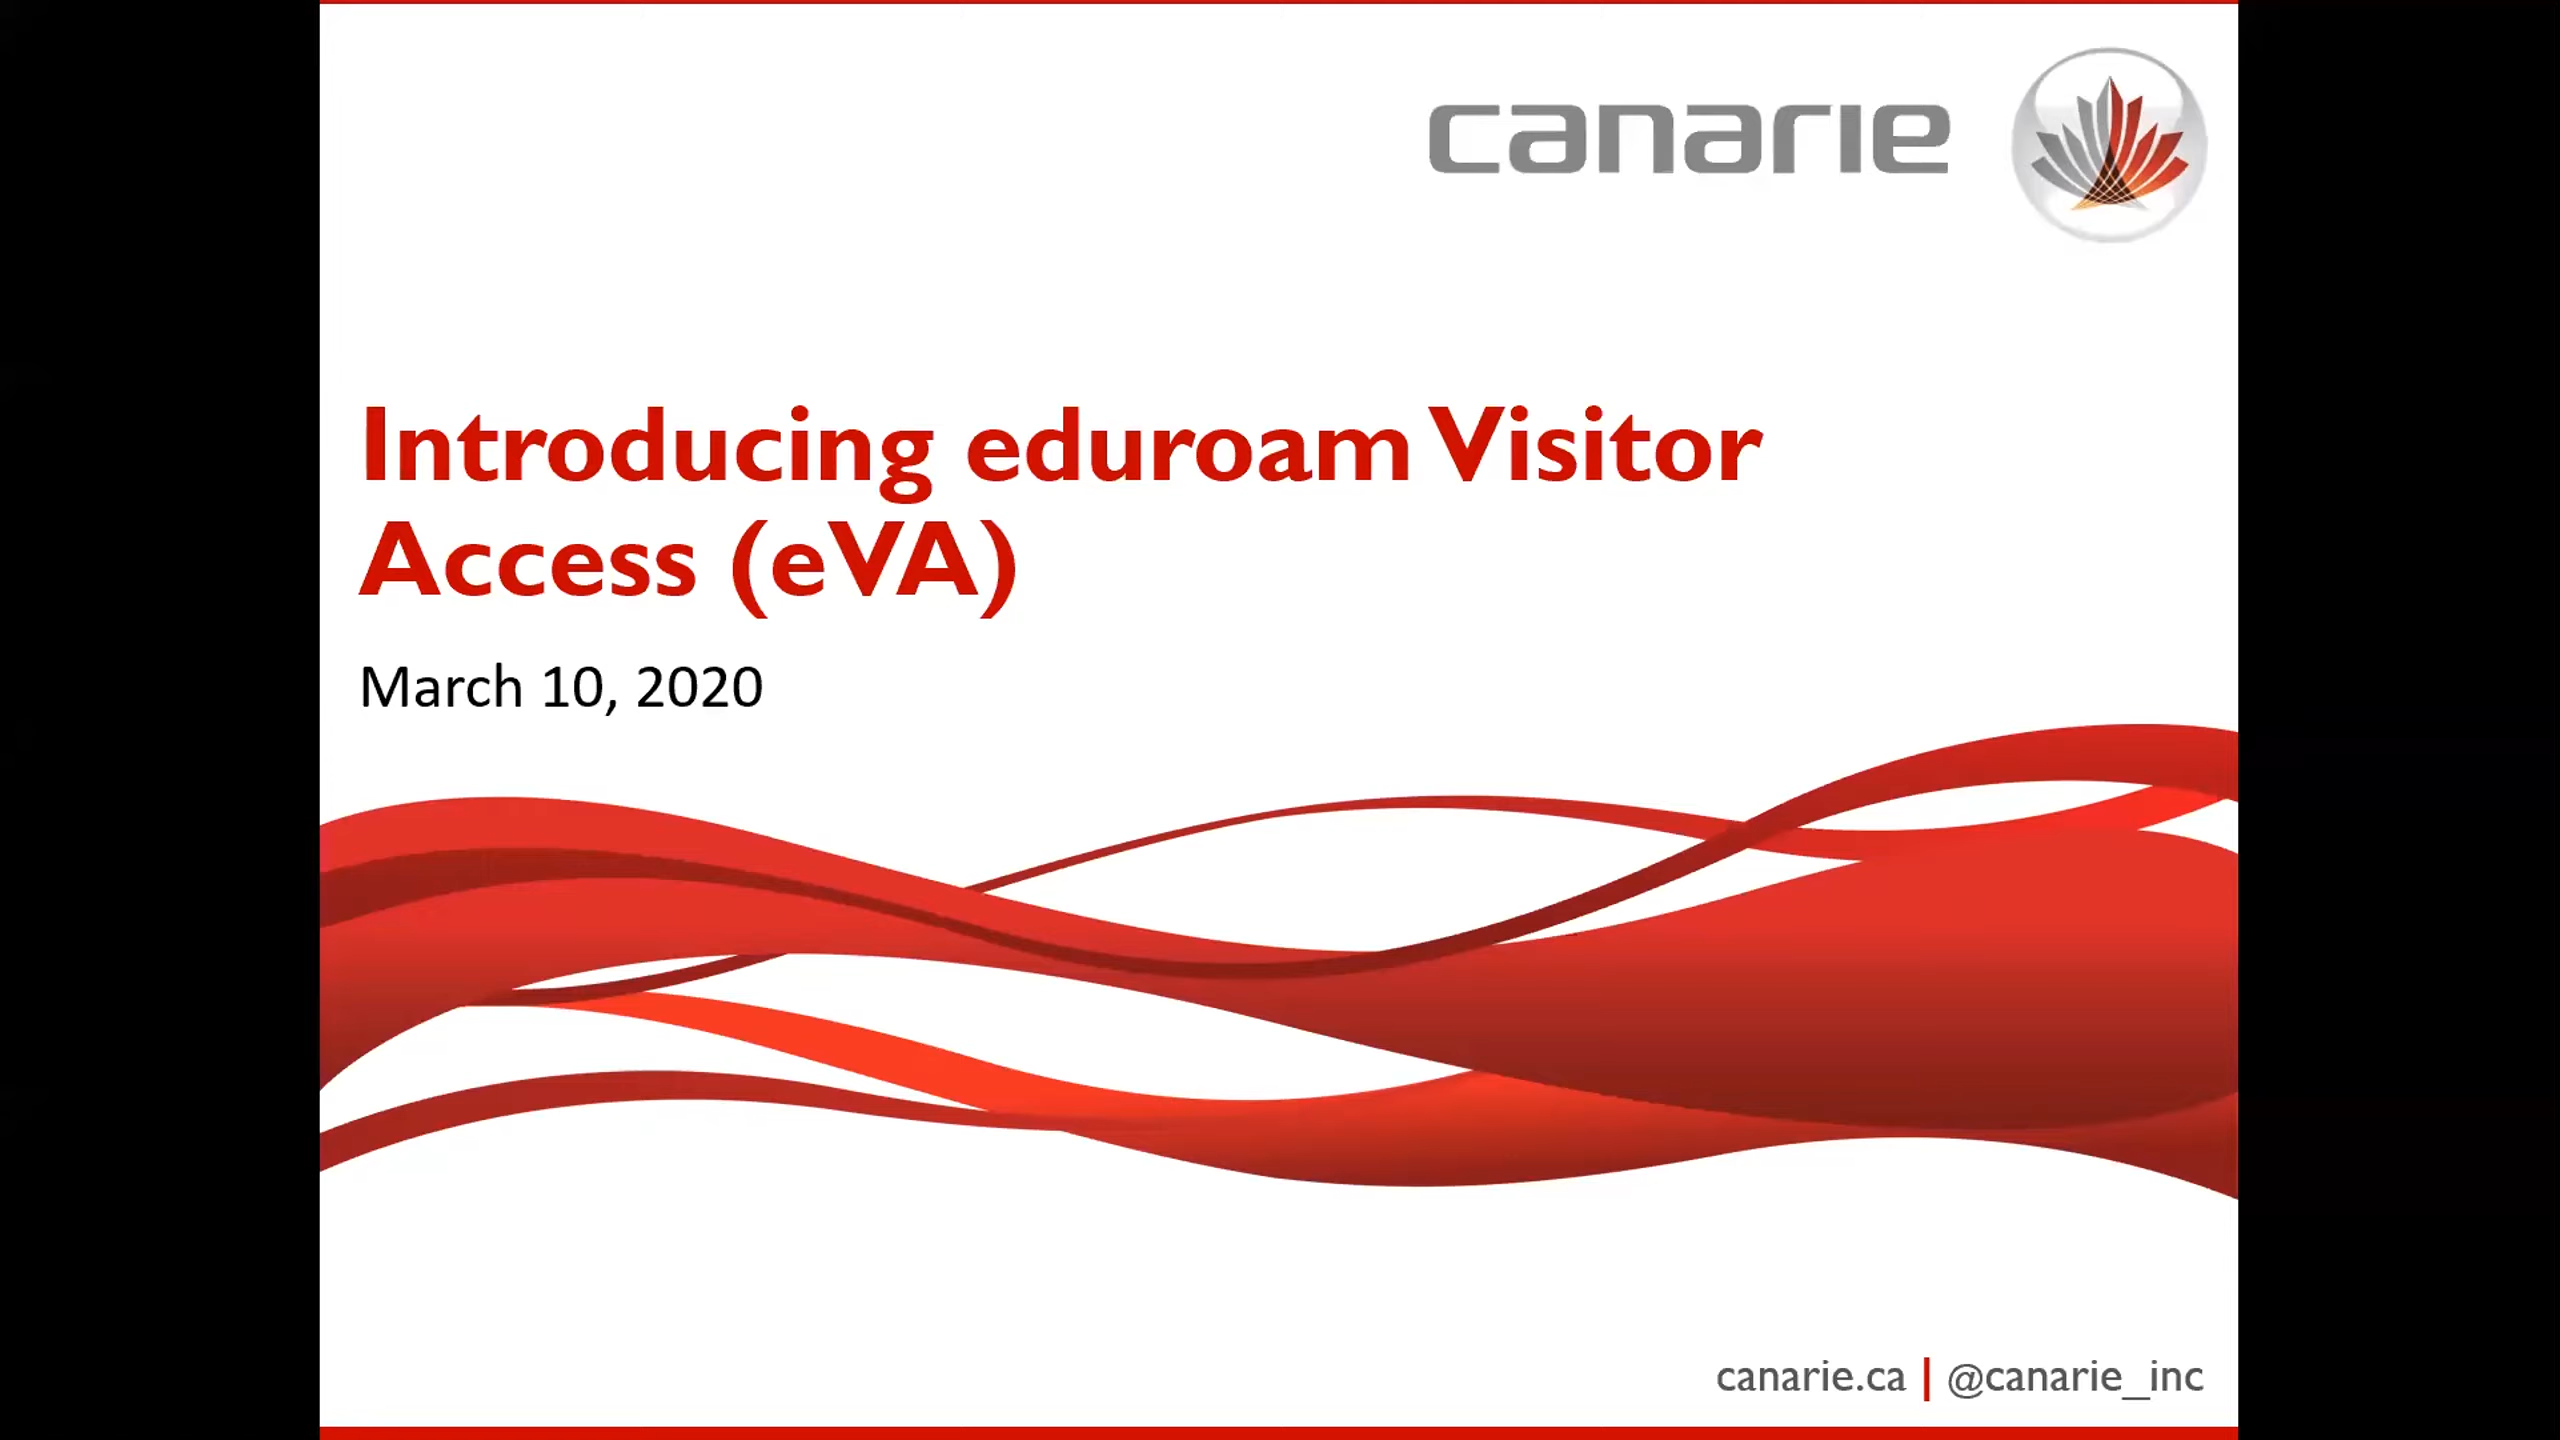 canarie
Introducing eduroam Visitor
Access (eVA)
March 10, 2020
canarie.ca | @canarie_inc